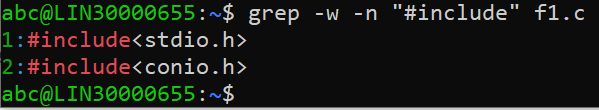 abc@LIN30000655:~$ grep -w -n "#include" f1.c
1:#include<stdio.h>
2:#include<conio.h>
abc@LIN30000655:~$